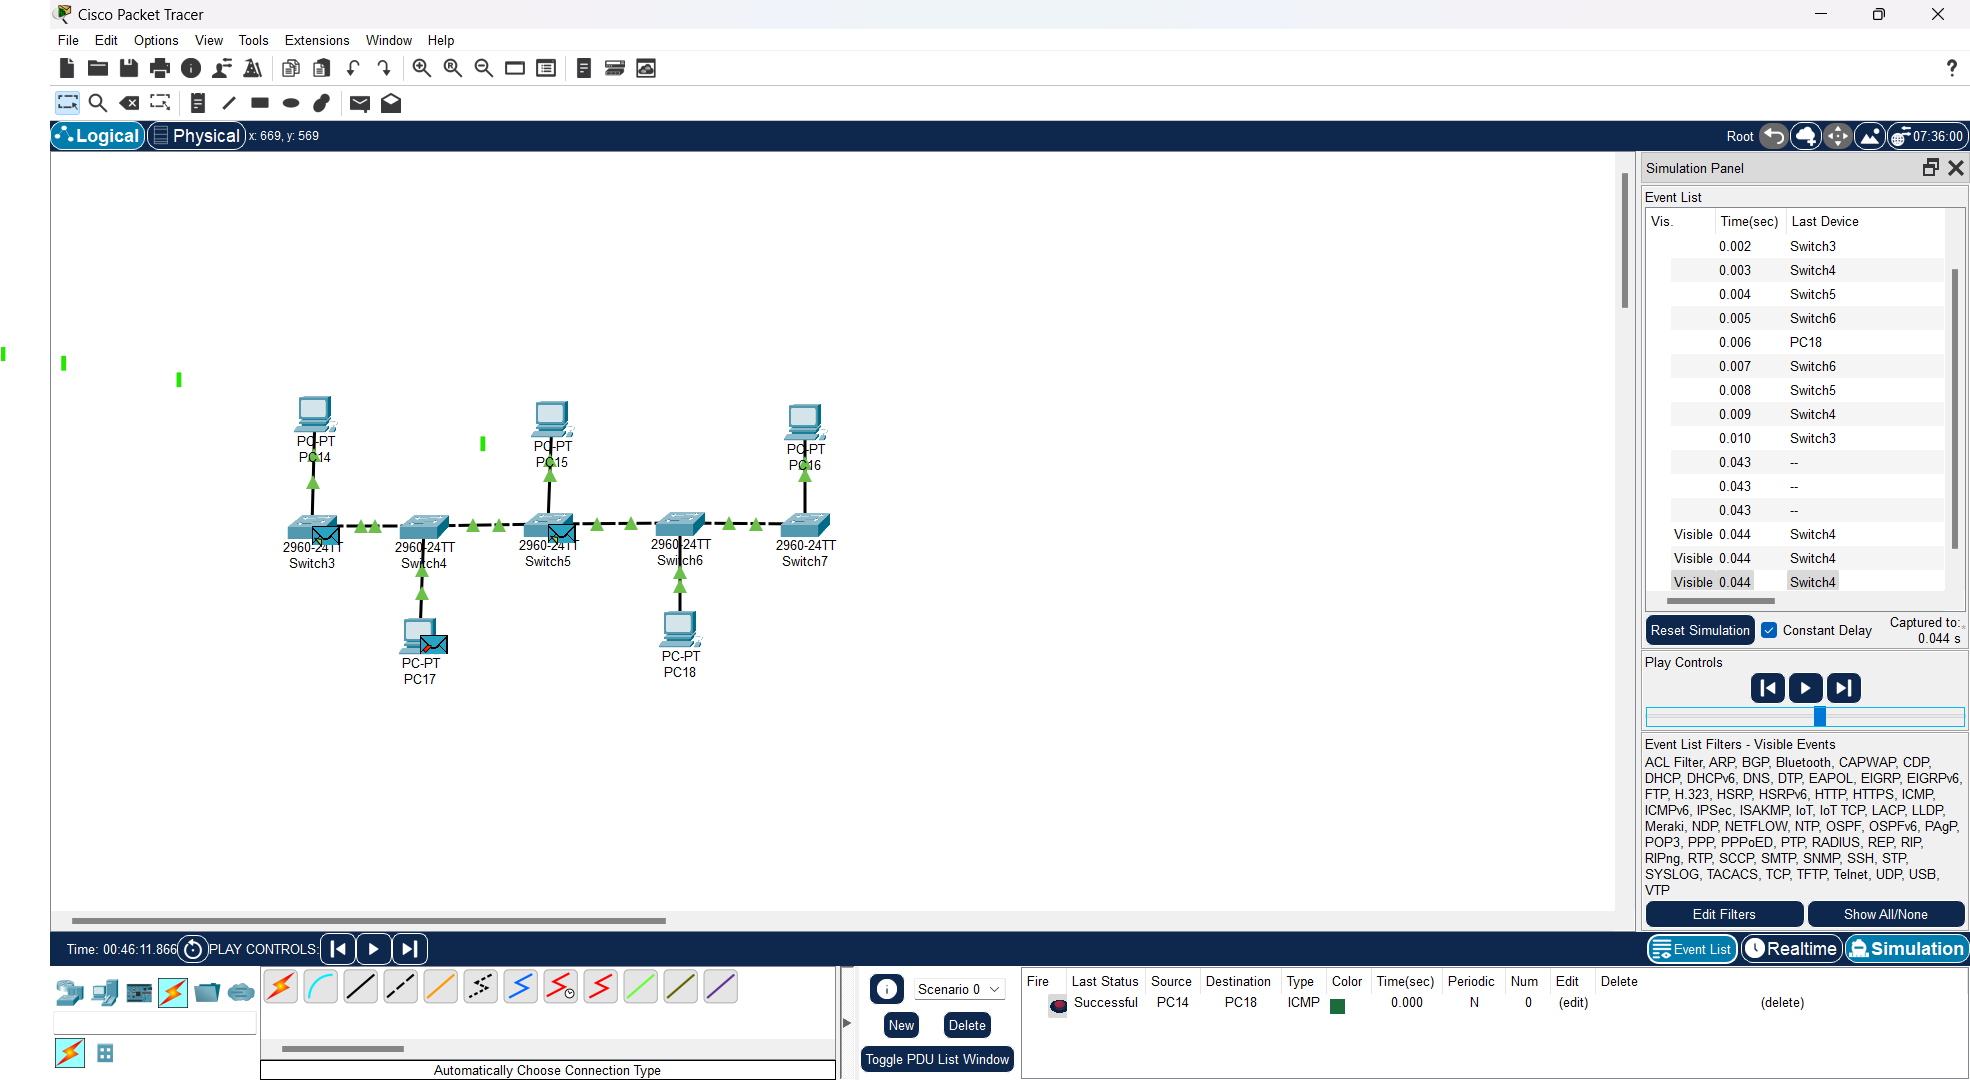 Cisco Packet Tracer
File Edit Options View Tools Extensions Window Help
?
Logical Physical x: 669, y: 569 Root 07:36:00
Simulation Panel
Event List
Vis. Time(sec) Last Device
0.002 Switch3
0.003 Switch4
0.004 Switch5
0.005 Switch6
0.006 PC18
0.007 Switch6
0.008 Switch5
0.009 Switch4
0.010 Switch3
0.043 --
0.043 --
0.043 --
Visible 0.044 Switch4
Visible 0.044 Switch4
Visible 0.044 Switch4
Reset Simulation Constant Delay Captured to:*
0.044 s
Play Controls
Event List Filters - Visible Events
ACL Filter, ARP, BGP, Bluetooth, CAPWAP, CDP,
DHCP, DHCPv6, DNS, DTP, EAPOL, EIGRP, EIGRPv6,
FTP, H.323, HSRP, HSRPv6, HTTP, HTTPS, ICMP,
ICMPv6, IPSec, ISAKMP, IoT, IoT TCP, LACP, LLDP,
Meraki, NDP, NETFLOW, NTP, OSPF, OSPFv6, PAgP,
POP3, PPP, PPPoED, PTP, RADIUS, REP, RIP,
RIPng, RTP, SCCP, SMTP, SNMP, SSH, STP,
SYSLOG, TACACS, TCP, TFTP, Telnet, UDP, USB,
VTP
Edit Filters Show All/None
PC-PT
PC14
PC-PT
PC15
PC-PT
PC16
2960-24TT
Switch3
2960-24TT
Switch4
2960-24TT
Switch5
2960-24TT
Switch6
2960-24TT
Switch7
PC-PT
PC17
PC-PT
PC18
Time: 00:46:11.866 PLAY CONTROLS: Event List Realtime Simulation
Automatically Choose Connection Type
Scenario 0
New Delete
Toggle PDU List Window
Fire Last Status Source Destination Type Color Time(sec) Periodic Num Edit Delete
Successful PC14 PC18 ICMP 0.000 N 0 (edit) (delete)